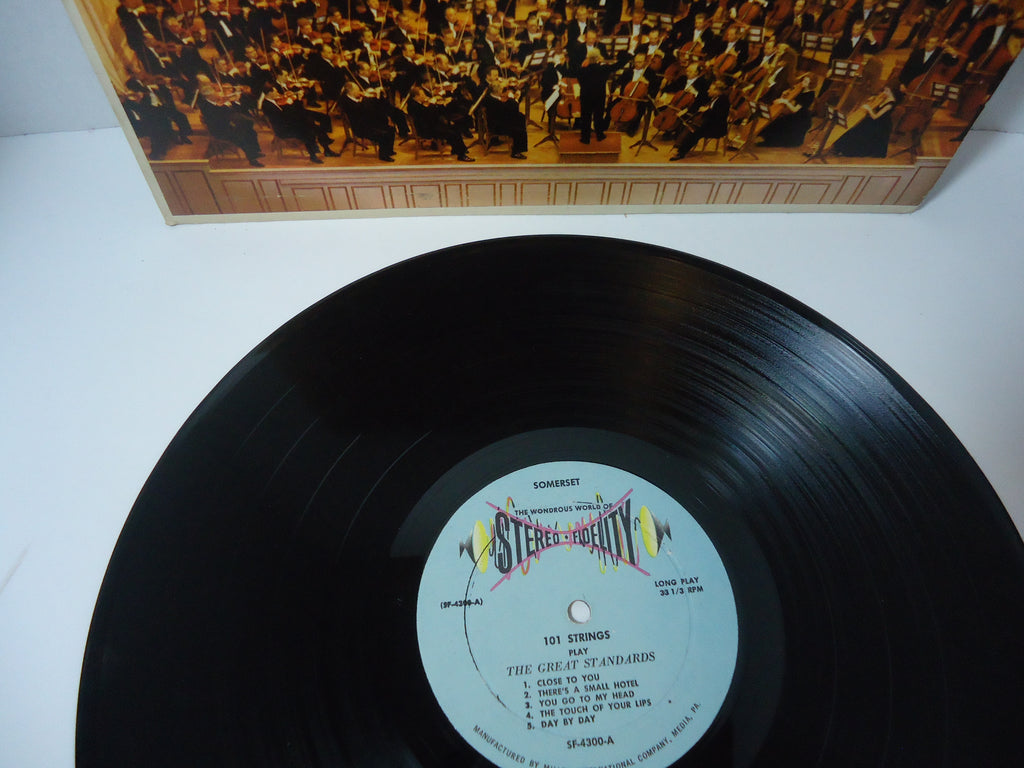 SOMERSET
THE WONDROUS WORLD OF
STEREO • FIDELITY
LONG PLAY
33 1/3 RPM
(SF-4300-A)
101 STRINGS
PLAY
THE GREAT STANDARDS
1. CLOSE TO YOU
2. THERE'S A SMALL HOTEL
3. YOU GO TO MY HEAD
4. THE TOUCH OF YOUR LIPS
5. DAY BY DAY
SF-4300-A
MANUFACTURED BY COMPANY, MEDIA, PA.